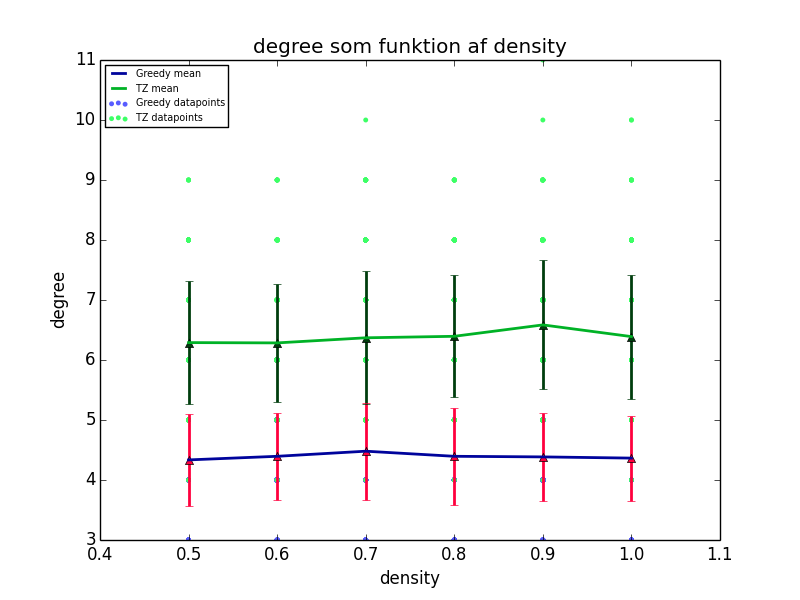 degree som funktion af density
Greedy mean
TZ mean
Greedy datapoints
TZ datapoints
11
10
9
8
7
6
5
4
3
degree
0.4 0.5 0.6 0.7 0.8 0.9 1.0 1.1
density